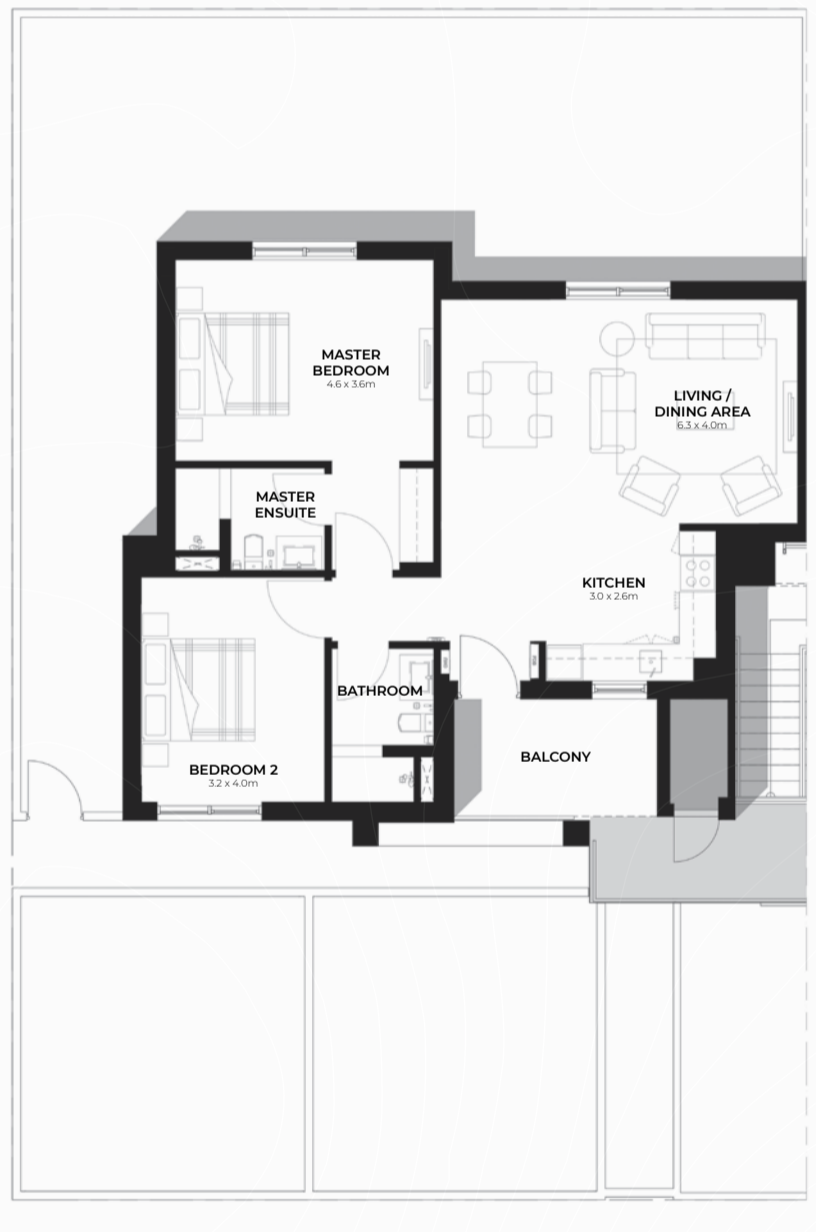 MASTER
BEDROOM
4.6 x 3.6m
LIVING /
DINING AREA
6.3 x 4.0m
MASTER
ENSUITE
KITCHEN
3.0 x 2.6m
BATHROOM
BALCONY
BEDROOM 2
3.2 x 4.0m